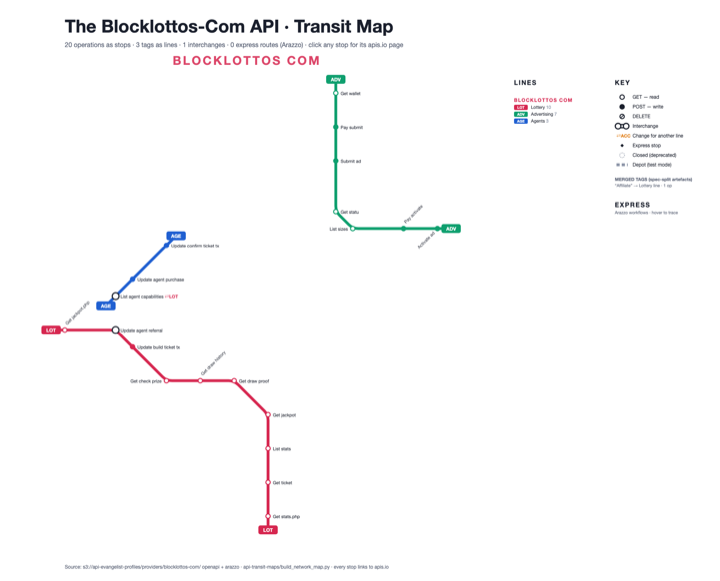 The Blocklottos-Com API · Transit Map
20 operations as stops · 3 tags as lines · 1 interchanges · 0 express routes (Arazzo) · click any stop for its apis.io page
BLOCKLOTTOS COM
ADV
Get wallet
Pay submit
Submit ad
Get statu
List sizes
Pay activate
Activate ad
ADV
AGE
Update confirm ticket tx
Update agent purchase
List agent capabilities ⇄LOT
AGE
Get jackpot.php
LOT
Update agent referral
Update build ticket tx
Get check prize
Get draw history
Get draw proof
Get jackpot
List stats
Get ticket
Get stats.php
LOT
LINES
BLOCKLOTTOS COM
LOT Lottery 10
ADV Advertising 7
AGE Agents 3
KEY
GET — read
POST — write
DELETE
Interchange
⇄ACC Change for another line
Express stop
Closed (deprecated)
Depot (test mode)
MERGED TAGS (spec-split artefacts)
"Affiliate" → Lottery line · 1 op
EXPRESS
Arazzo workflows · hover to trace
Source: s3://api-evangelist-profiles/providers/blocklottos-com/ openapi + arazzo · api-transit-maps/build_network_map.py · every stop links to apis.io